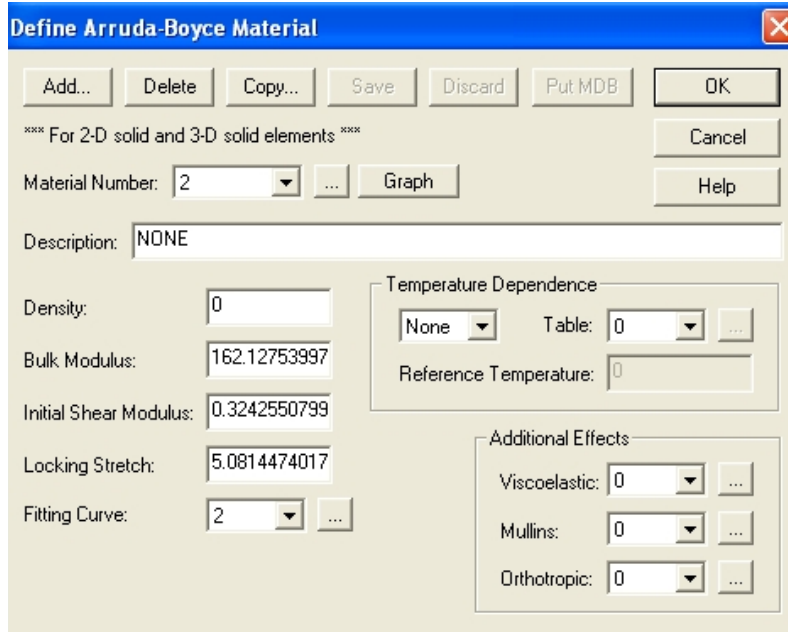 Define Arruda-Boyce Material
Add... Delete Copy... Save Discard Put MDB OK
*** For 2-D solid and 3-D solid elements *** Cancel
Material Number: 2 ... Graph Help
Description: NONE
Temperature Dependence
Density: 0
None Table: 0 ...
Bulk Modulus: 162.12753997
Reference Temperature: 0
Initial Shear Modulus: 0.3242550799
Additional Effects
Locking Stretch: 5.0814474017
Viscoelastic: 0 ...
Fitting Curve: 2 ...
Mullins: 0 ...
Orthotropic: 0 ...